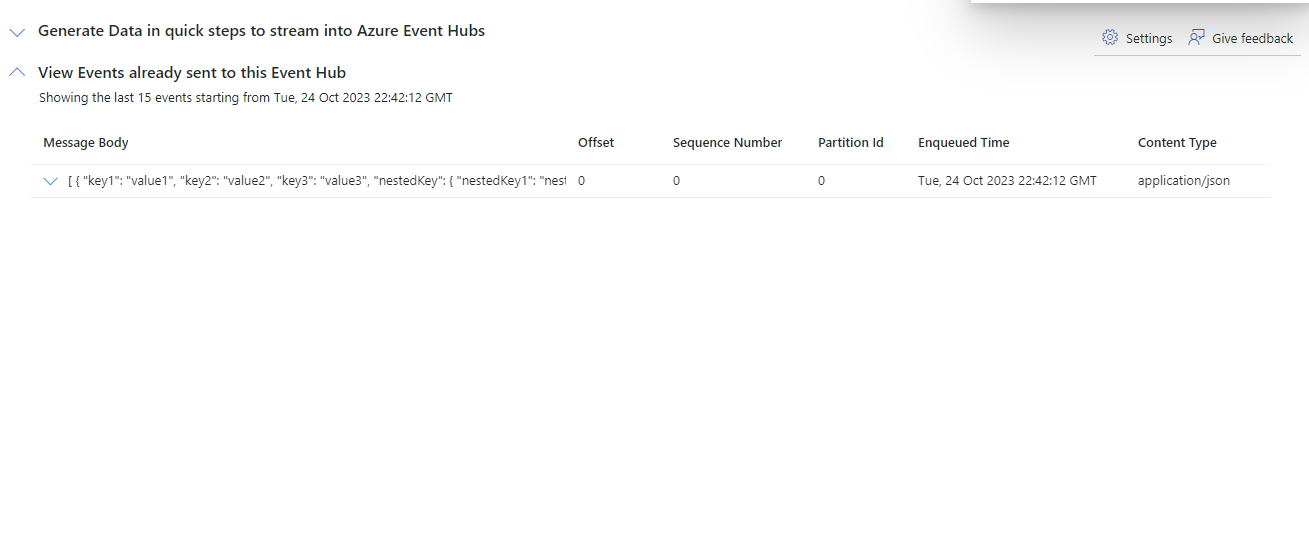 Generate Data in quick steps to stream into Azure Event Hubs
Settings Give feedback
View Events already sent to this Event Hub
Showing the last 15 events starting from Tue, 24 Oct 2023 22:42:12 GMT
Message Body Offset Sequence Number Partition Id Enqueued Time Content Type
[ { "key1": "value1", "key2": "value2", "key3": "value3", "nestedKey": { "nestedKey1": "nest 0 0 0 Tue, 24 Oct 2023 22:42:12 GMT application/json